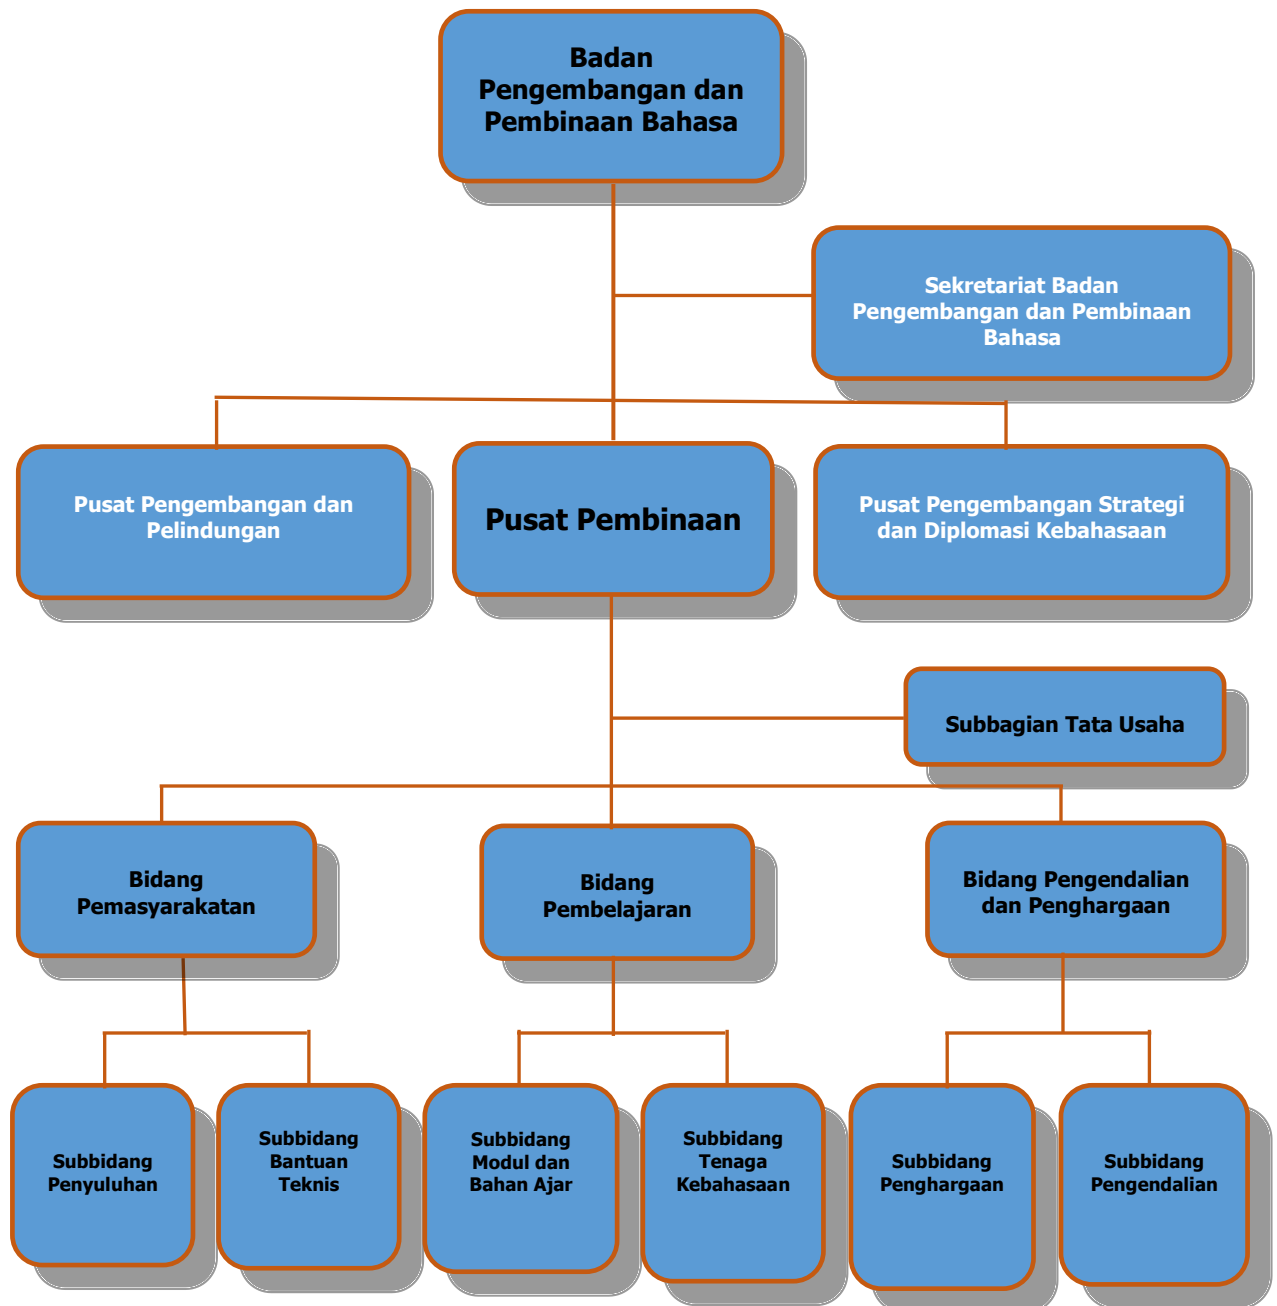 Badan
Pengembangan dan
Pembinaan Bahasa
Sekretariat Badan
Pengembangan dan Pembinaan
Bahasa
Pusat Pengembangan dan
Pelindungan
Pusat Pembinaan
Pusat Pengembangan Strategi
dan Diplomasi Kebahasaan
Subbagian Tata Usaha
Bidang
Pemasyarakatan
Bidang
Pembelajaran
Bidang Pengendalian
dan Penghargaan
Subbidang
Penyuluhan
Subbidang
Bantuan
Teknis
Subbidang
Modul dan
Bahan Ajar
Subbidang
Tenaga
Kebahasaan
Subbidang
Penghargaan
Subbidang
Pengendalian